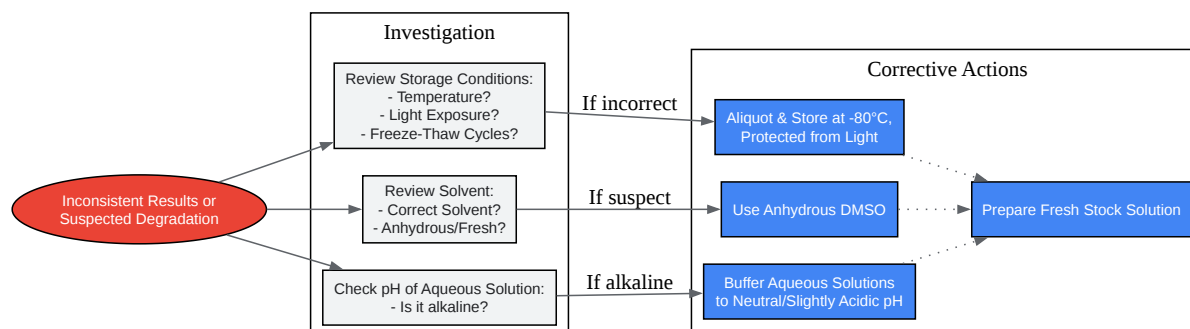 Inconsistent Results or
Suspected Degradation
Investigation
Review Storage Conditions:
- Temperature?
- Light Exposure?
- Freeze-Thaw Cycles?
Review Solvent:
- Correct Solvent?
- Anhydrous/Fresh?
Check pH of Aqueous Solution:
- Is it alkaline?
If incorrect
If suspect
If alkaline
Corrective Actions
Aliquot & Store at -80°C,
Protected from Light
Use Anhydrous DMSO
Buffer Aqueous Solutions
to Neutral/Slightly Acidic pH
Prepare Fresh Stock Solution